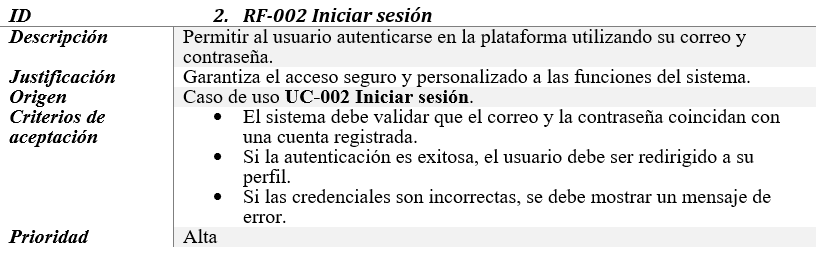 ID 2. RF-002 Iniciar sesión
Descripción Permitir al usuario autenticarse en la plataforma utilizando su correo y
contraseña.
Justificación Garantiza el acceso seguro y personalizado a las funciones del sistema.
Origen Caso de uso UC-002 Iniciar sesión.
Criterios de • El sistema debe validar que el correo y la contraseña coincidan con
aceptación una cuenta registrada.
• Si la autenticación es exitosa, el usuario debe ser redirigido a su
perfil.
• Si las credenciales son incorrectas, se debe mostrar un mensaje de
error.
Prioridad Alta